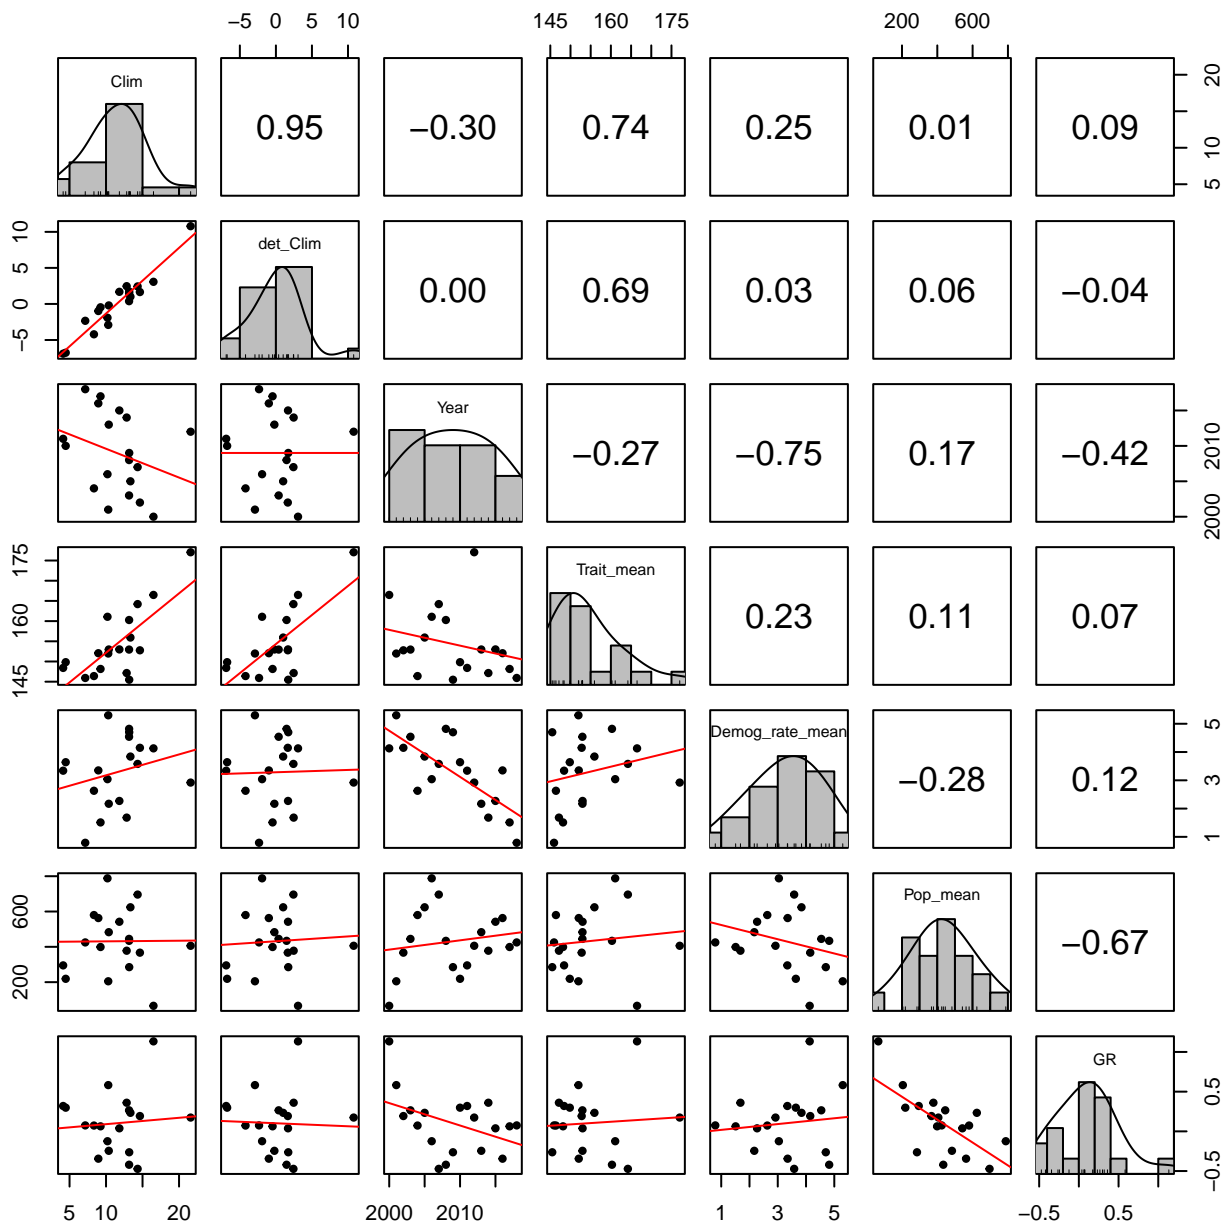 −5 0 5 10 145 160 175 200 600
Clim 0.95 −0.30 0.74 0.25 0.01 0.09 5 10 20
−5 0 5 10 det_Clim 0.00 0.69 0.03 0.06 −0.04
Year −0.27 −0.75 0.17 −0.42 2000 2010
145 160 175 Trait_mean 0.23 0.11 0.07
Demog_rate_mean −0.28 0.12 1 3 5
200 600 Pop_mean −0.67
GR −0.5 0.5
5 10 20 2000 2010 1 3 5 −0.5 0.5